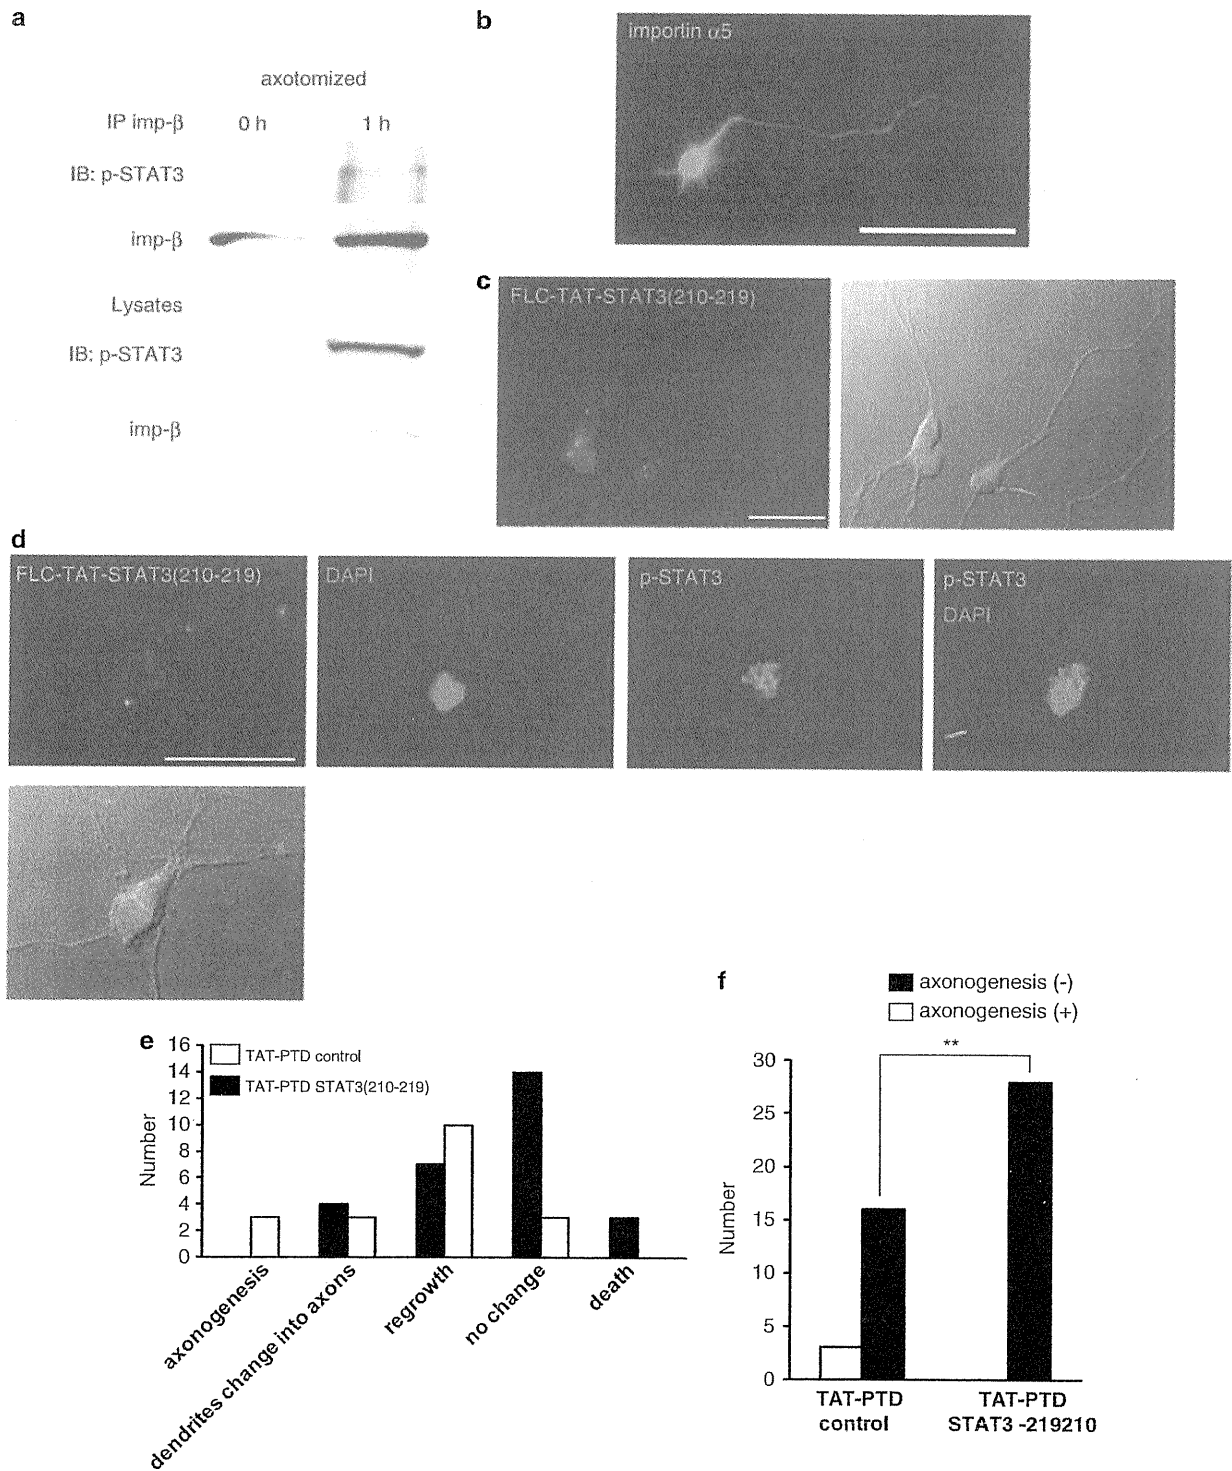 a
axotomized
IP imp-β 0 h 1 h
IB: p-STAT3
imp-β
Lysates
IB: p-STAT3
imp-β
b
importin α5
c
FLC-TAT-STAT3(210-219)
d
FLC-TAT-STAT3(210-219)
DAPI
p-STAT3
p-STAT3
DAPI
e
16
14
12
10
8
6
4
2
0
Number
TAT-PTD control
TAT-PTD STAT3(210-219)
axonogenesis
dendrites change into axons
regrowth
no change
death
f
axonogenesis (-)
axonogenesis (+)
**
30
25
20
15
10
5
0
Number
TAT-PTD
control
TAT-PTD
STAT3 -219210